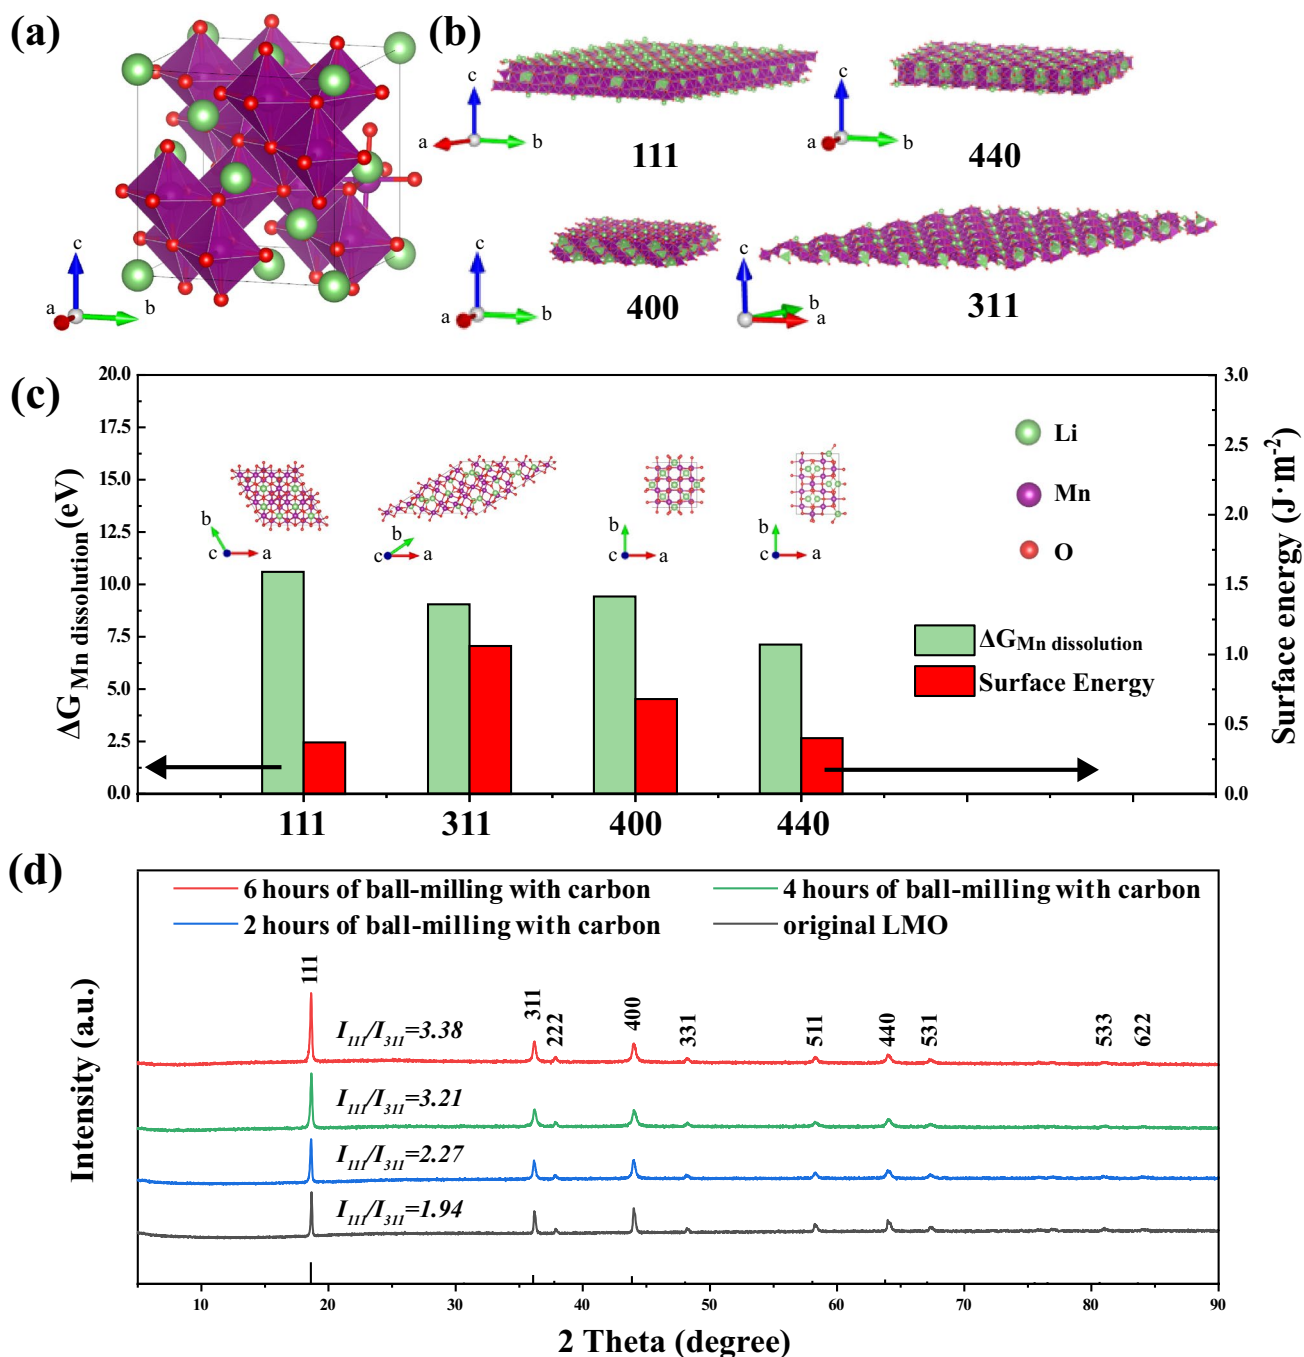 (a)
c
a
b
(b)
c
a
b
111
c
a
b
440
c
a
b
400
c
b
a
311
(c)
20.0
17.5
15.0
12.5
10.0
7.5
5.0
2.5
0.0
ΔG Mn dissolution (eV)
3.0
2.5
2.0
1.5
1.0
0.5
0.0
Surface energy (J·m⁻²)
b
c
a
b
c
a
b
c
a
b
c
a
Li
Mn
O
ΔG Mn dissolution
Surface Energy
111
311
400
440
(d)
6 hours of ball-milling with carbon
4 hours of ball-milling with carbon
2 hours of ball-milling with carbon
original LMO
Intensity (a.u.)
111
311
222
400
331
511
440
531
533
622
I111/I311=3.38
I111/I311=3.21
I111/I311=2.27
I111/I311=1.94
10
20
30
40
50
60
70
80
90
2 Theta (degree)